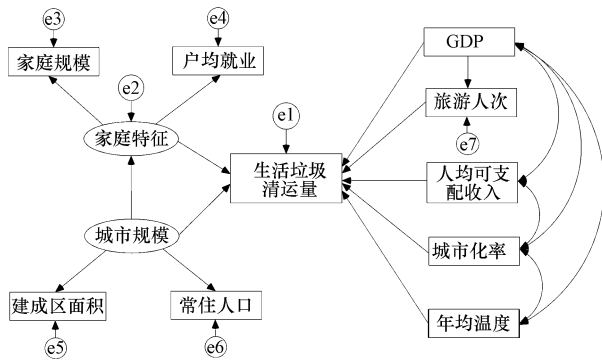 e3
e4
家庭规模
户均就业
GDP
e2
e1
旅游人次
家庭特征
e7
生活垃圾
清运量
人均可支
配收入
城市规模
城市化率
建成区面积
常住人口
年均温度
e5
e6